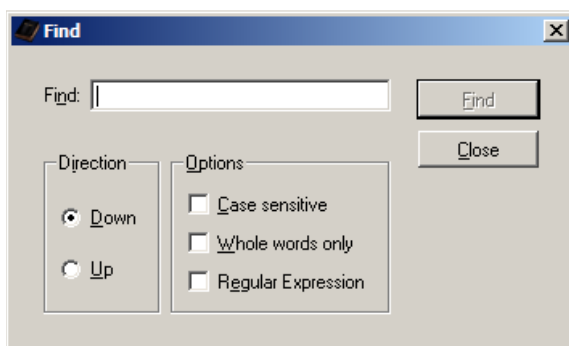 Find
Find:
Find
Close
Direction
Down
Up
Options
Case sensitive
Whole words only
Regular Expression